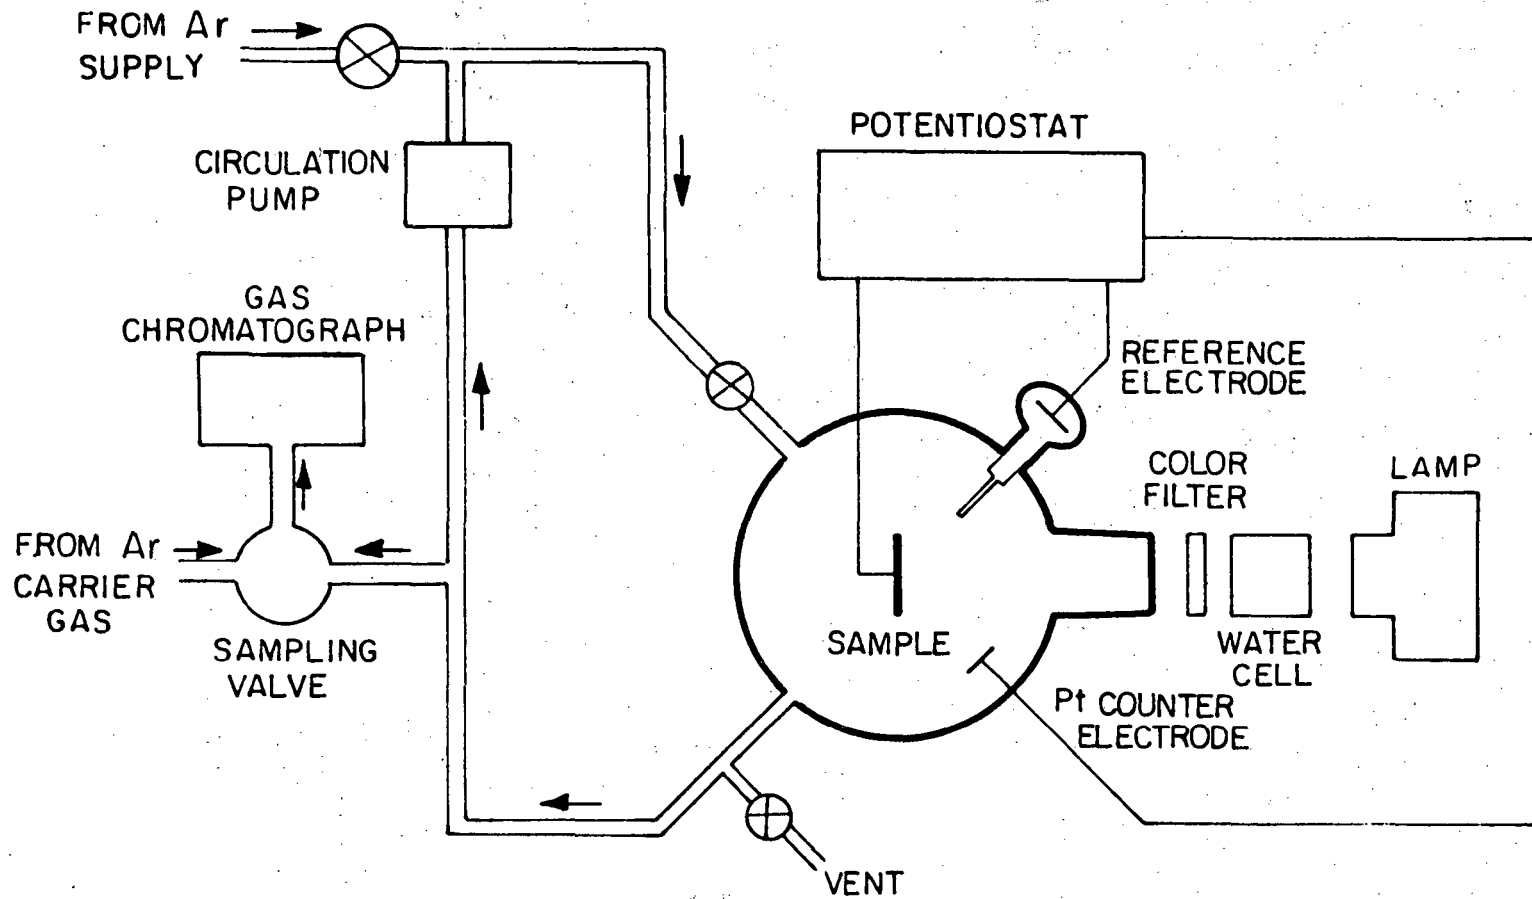 FROM Ar
SUPPLY
POTENTIOSTAT
CIRCULATION
PUMP
GAS
CHROMATOGRAPH
REFERENCE
ELECTRODE
COLOR
FILTER
LAMP
FROM Ar
CARRIER
GAS
SAMPLING
VALVE
SAMPLE
WATER
CELL
Pt COUNTER
ELECTRODE
VENT